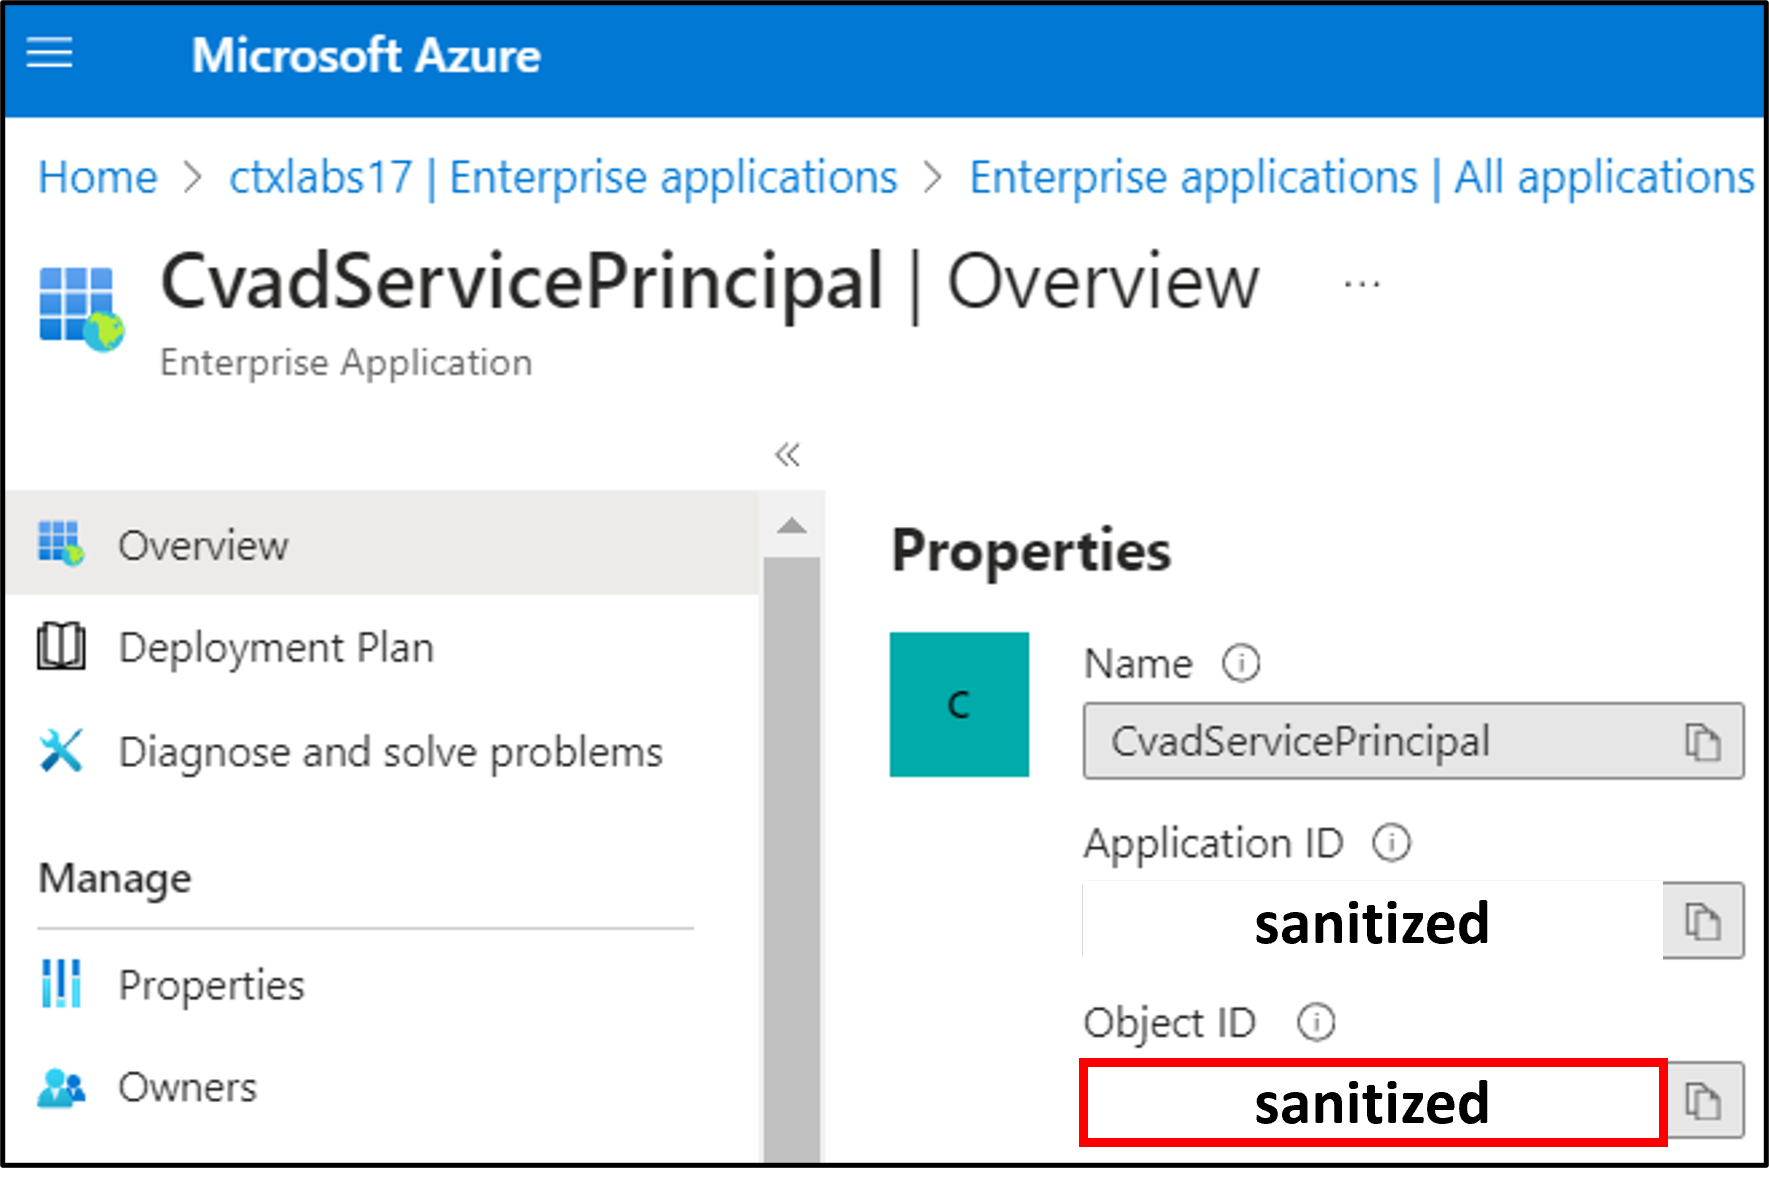 Microsoft Azure
Home > ctxlabs17 | Enterprise applications > Enterprise applications | All applications
CvadServicePrincipal | Overview ...
Enterprise Application
«
Overview
Deployment Plan
Diagnose and solve problems
Manage
Properties
Owners
Properties
C
Name
CvadServicePrincipal
Application ID
sanitized
Object ID
sanitized